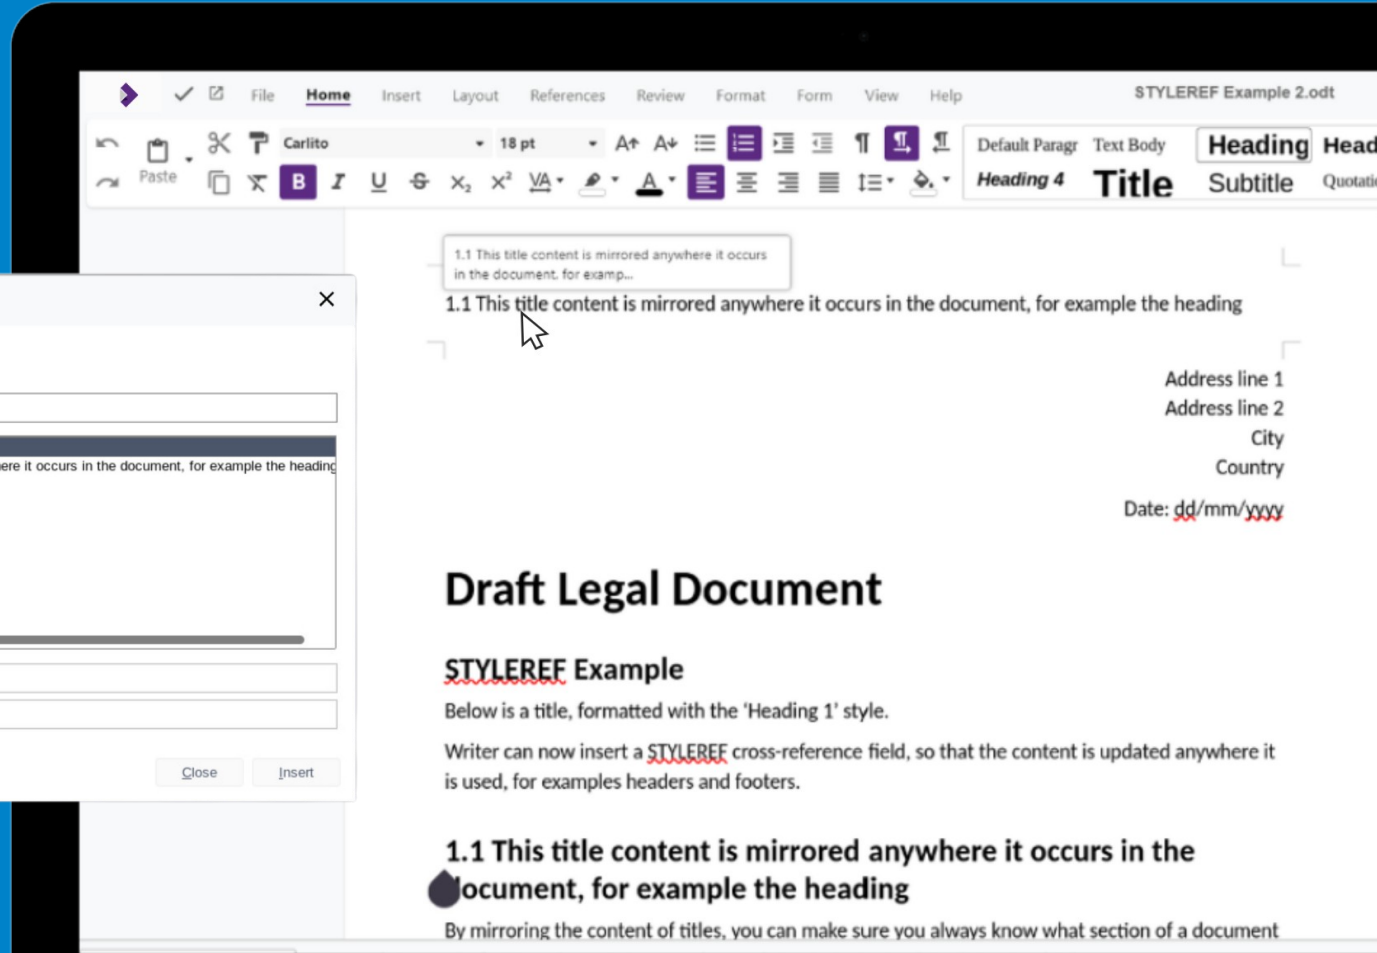 File Home Insert Layout References Review Format Form View Help
STYLEREF Example 2.odt
Carlito 18 pt
Paste
Default Paragr Text Body Heading Head
Heading 4 Title Subtitle Quotati
1.1 This title content is mirrored anywhere it occurs
in the document, for examp...
1.1 This title content is mirrored anywhere it occurs in the document, for example the heading
ere it occurs in the document, for example the heading
Close Insert
Address line 1
Address line 2
City
Country
Date: dd/mm/yyyy
Draft Legal Document
STYLEREF Example
Below is a title, formatted with the ‘Heading 1’ style.
Writer can now insert a STYLEREF cross-reference field, so that the content is updated anywhere it
is used, for examples headers and footers.
1.1 This title content is mirrored anywhere it occurs in the
document, for example the heading
By mirroring the content of titles, you can make sure you always know what section of a document